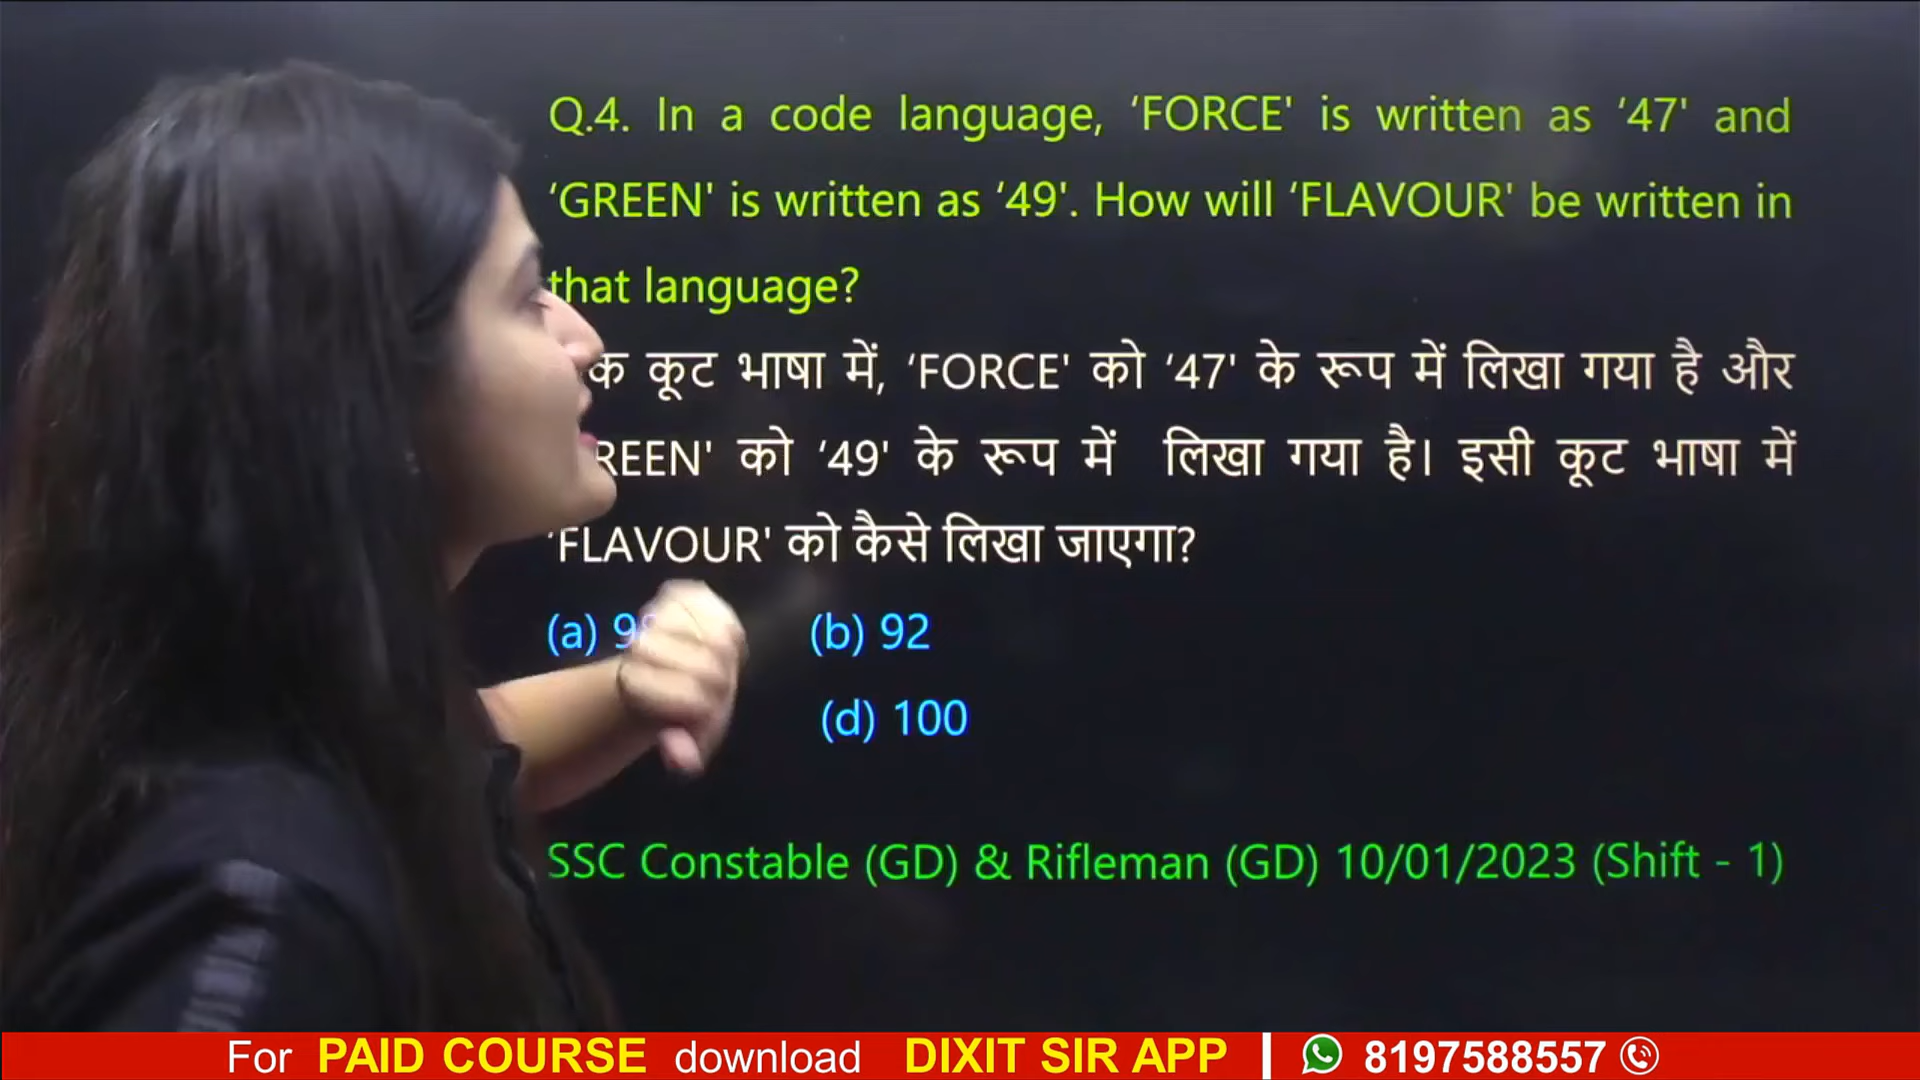 Q.4. In a code language, ‘FORCE' is written as ‘47' and
‘GREEN' is written as ‘49'. How will ‘FLAVOUR' be written in
that language?
कूट भाषा में, ‘FORCE' को ‘47' के रूप में लिखा गया है और
REEN' को ‘49' के रूप में लिखा गया है। इसी कूट भाषा में
‘FLAVOUR' को कैसे लिखा जाएगा?
(a) (b) 92
(d) 100
SSC Constable (GD) & Rifleman (GD) 10/01/2023 (Shift - 1)
For PAID COURSE download DIXIT SIR APP | 8197588557